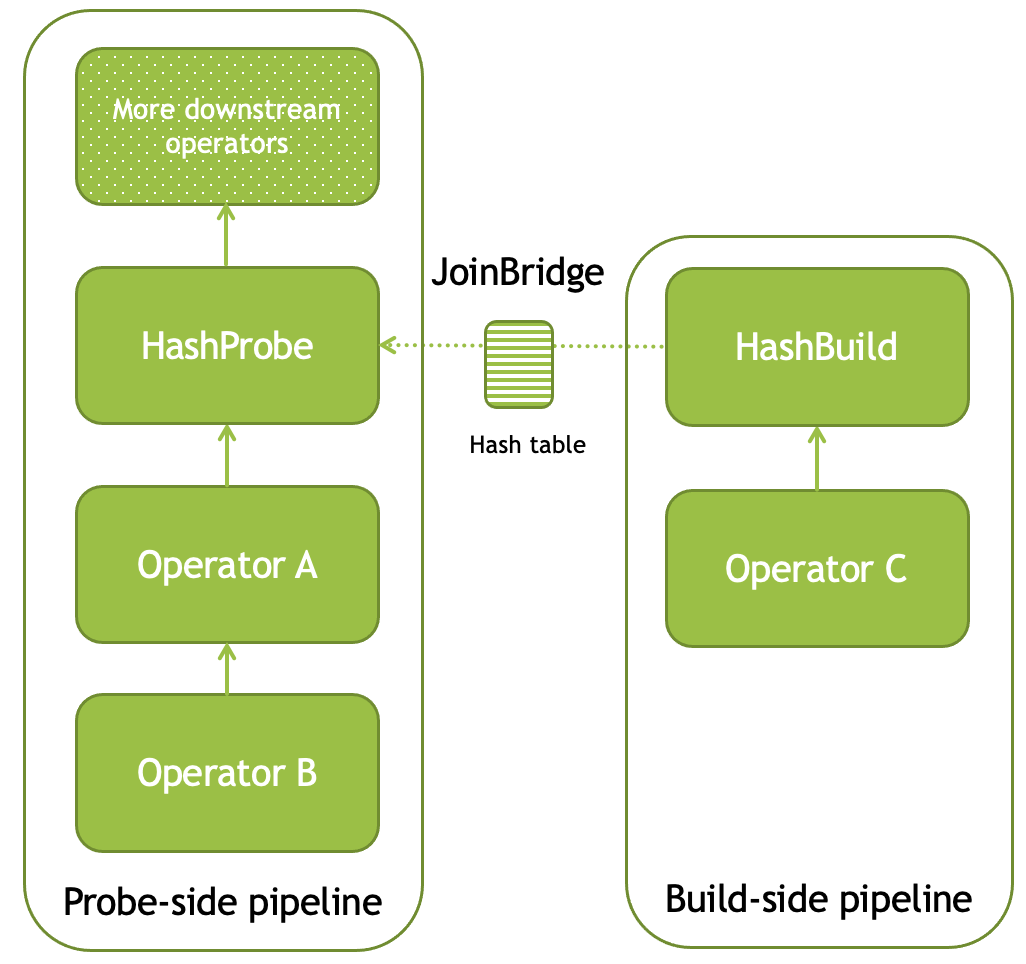 More downstream
operators
HashProbe
Operator A
Operator B
Probe-side pipeline
JoinBridge
Hash table
HashBuild
Operator C
Build-side pipeline